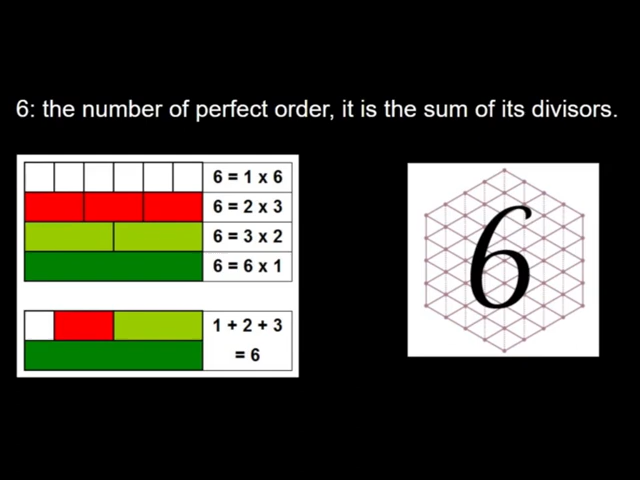 6: the number of perfect order, it is the sum of its divisors.
6 = 1 x 6
6 = 2 x 3
6 = 3 x 2
6 = 6 x 1
1 + 2 + 3
= 6
6